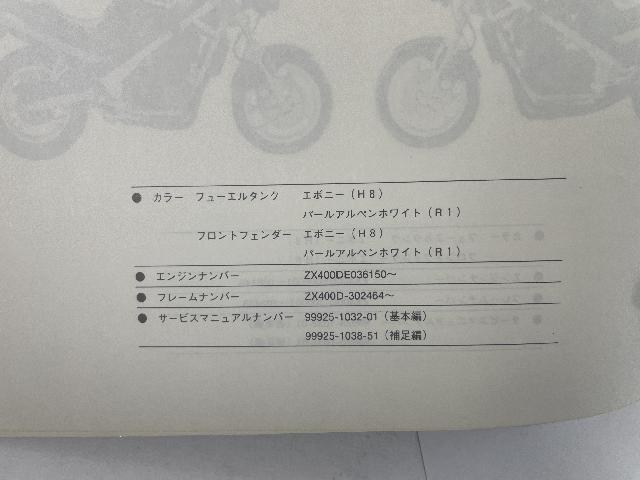 ● カラー フューエルタンク エボニー（H8）
パールアルペンホワイト（R1）
フロントフェンダー エボニー（H8）
パールアルペンホワイト（R1）
● エンジンナンバー ZX400DE036150〜
● フレームナンバー ZX400D-302464〜
● サービスマニュアルナンバー 99925-1032-01（基本編）
99925-1038-51（補足編）